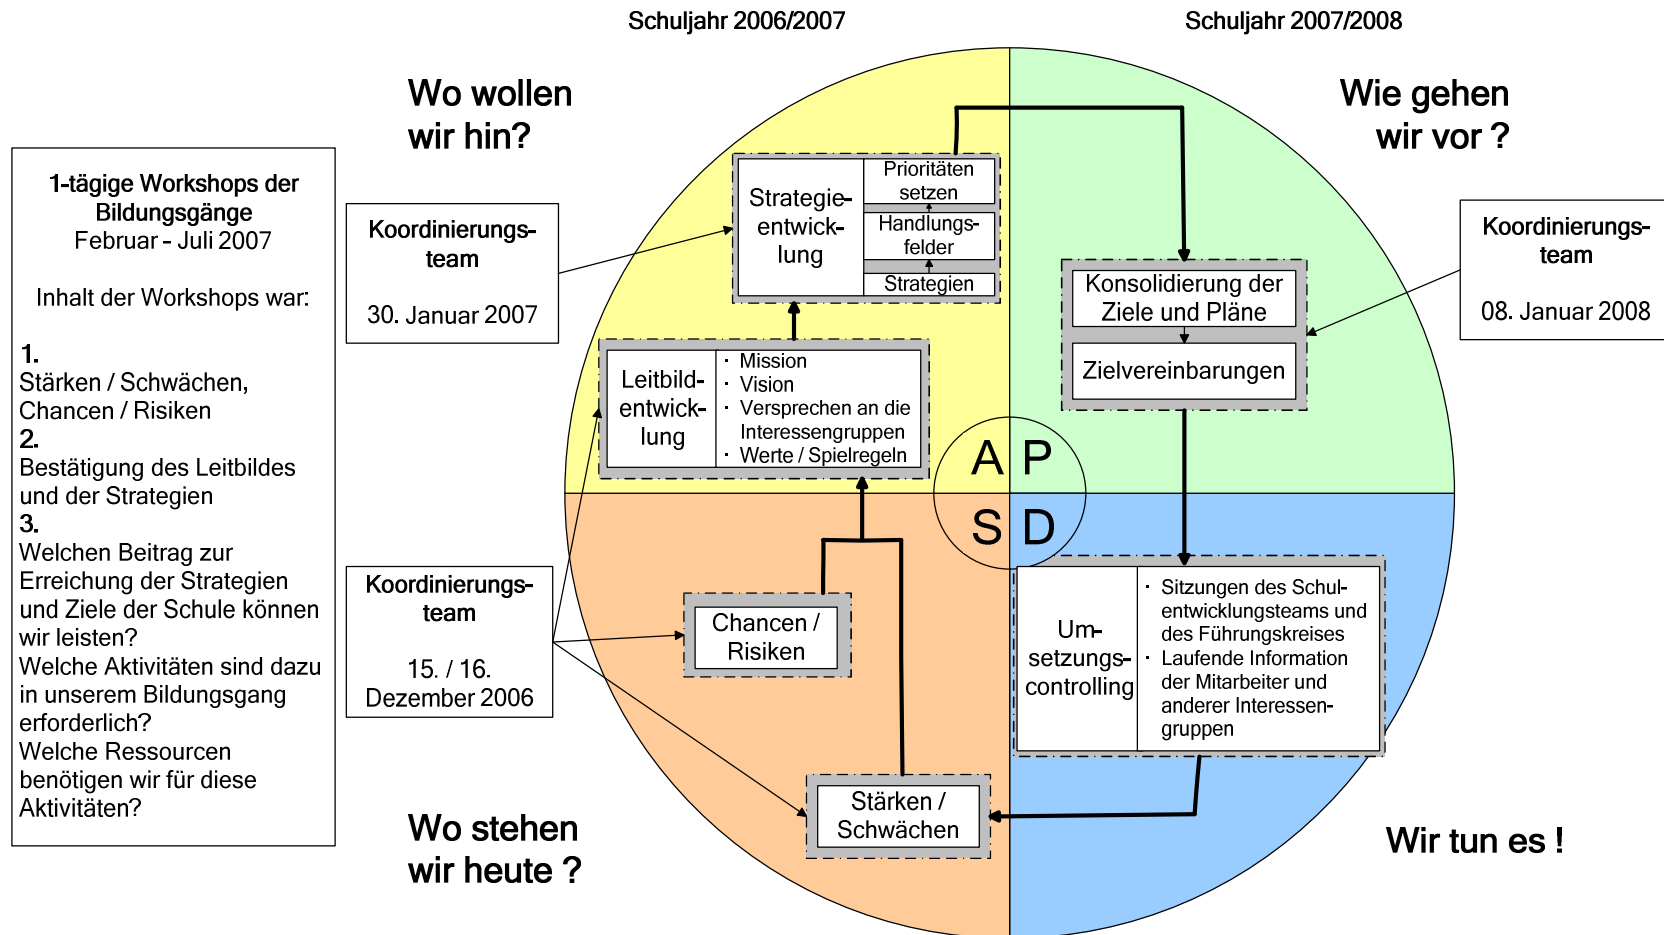 Schuljahr 2006/2007
Schuljahr 2007/2008
Wo wollen
wir hin?
Wie gehen
wir vor ?
1-tägige Workshops der
Bildungsgänge
Februar - Juli 2007
Inhalt der Workshops war:
1.
Stärken / Schwächen,
Chancen / Risiken
2.
Bestätigung des Leitbildes
und der Strategien
3.
Welchen Beitrag zur
Erreichung der Strategien
und Ziele der Schule können
wir leisten?
Welche Aktivitäten sind dazu
in unserem Bildungsgang
erforderlich?
Welche Ressourcen
benötigen wir für diese
Aktivitäten?
Koordinierungs-
team
30. Januar 2007
Strategie-
entwick-
lung
Prioritäten
setzen
Handlungs-
felder
Strategien
Leitbild-
entwick-
lung
· Mission
· Vision
· Versprechen an die
Interessengruppen
· Werte / Spielregeln
Konsolidierung der
Ziele und Pläne
Zielvereinbarungen
Koordinierungs-
team
08. Januar 2008
A P
S D
Koordinierungs-
team
15. / 16.
Dezember 2006
Chancen /
Risiken
Stärken /
Schwächen
Um-
setzungs-
controlling
· Sitzungen des Schul-
entwicklungsteams und
des Führungskreises
· Laufende Information
der Mitarbeiter und
anderer Interessen-
gruppen
Wo stehen
wir heute ?
Wir tun es !